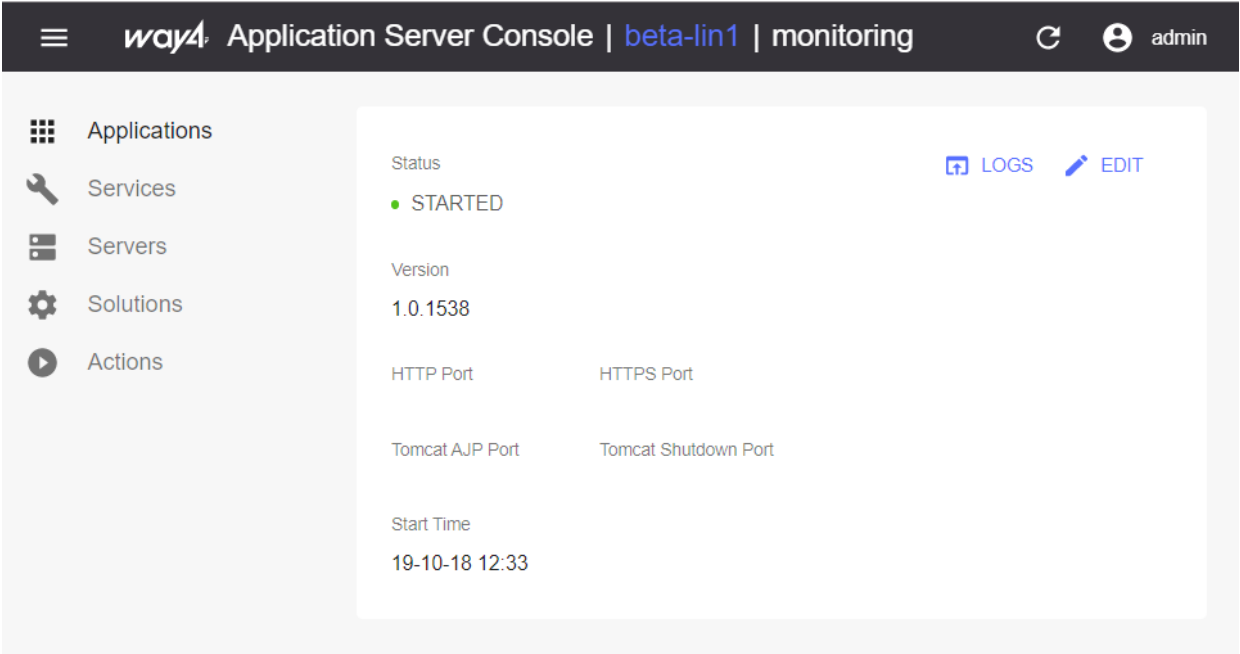 way4 Application Server Console | beta-lin1 | monitoring admin
Applications
Services
Servers
Solutions
Actions
Status
LOGS EDIT
STARTED
Version
1.0.1538
HTTP Port HTTPS Port
Tomcat AJP Port Tomcat Shutdown Port
Start Time
19-10-18 12:33